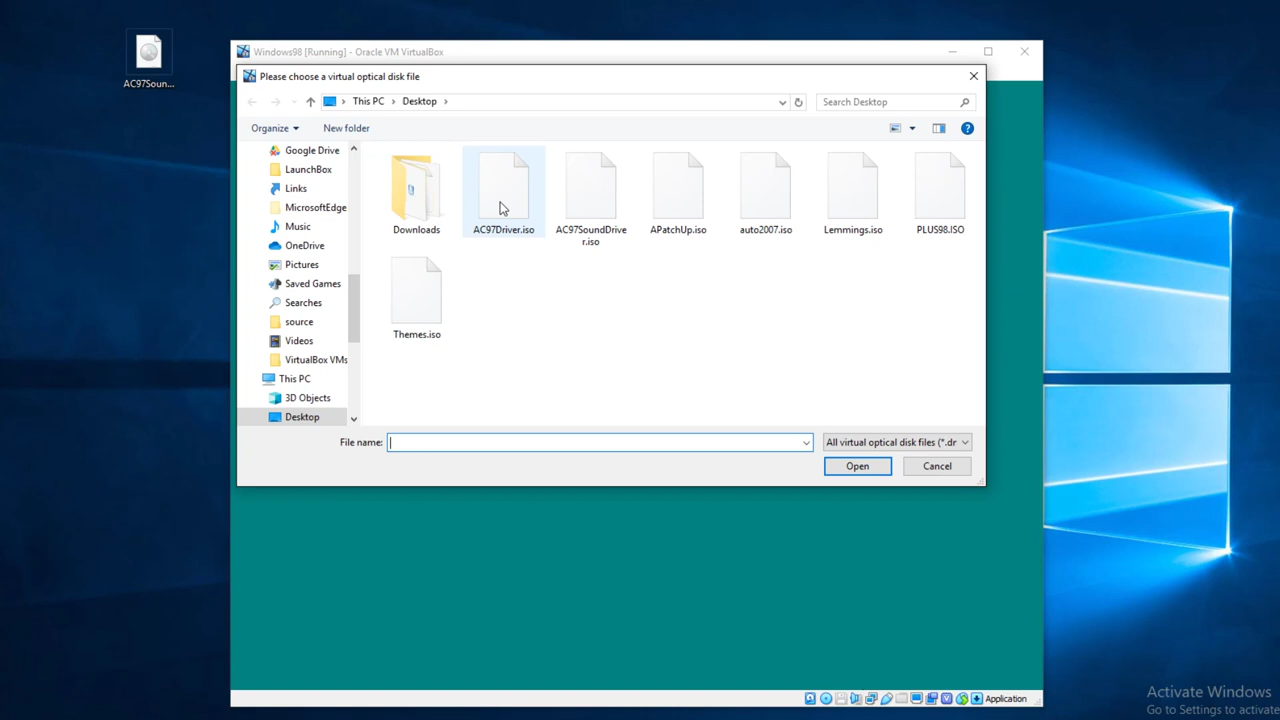 AC97Soun...
Windows98 [Running] - Oracle VM VirtualBox
Please choose a virtual optical disk file
This PC > Desktop >
Search Desktop
Organize
New folder
Google Drive
LaunchBox
Links
MicrosoftEdge
Music
OneDrive
Pictures
Saved Games
Searches
source
Videos
VirtualBox VMs
This PC
3D Objects
Desktop
Downloads
AC97Driver.iso
AC97SoundDrive
r.iso
APatchUp.iso
auto2007.iso
Lemmings.iso
PLUS98.ISO
Themes.iso
File name:
All virtual optical disk files (*.dr
Open
Cancel
Application
Activate Windows
Go to Settings to activate